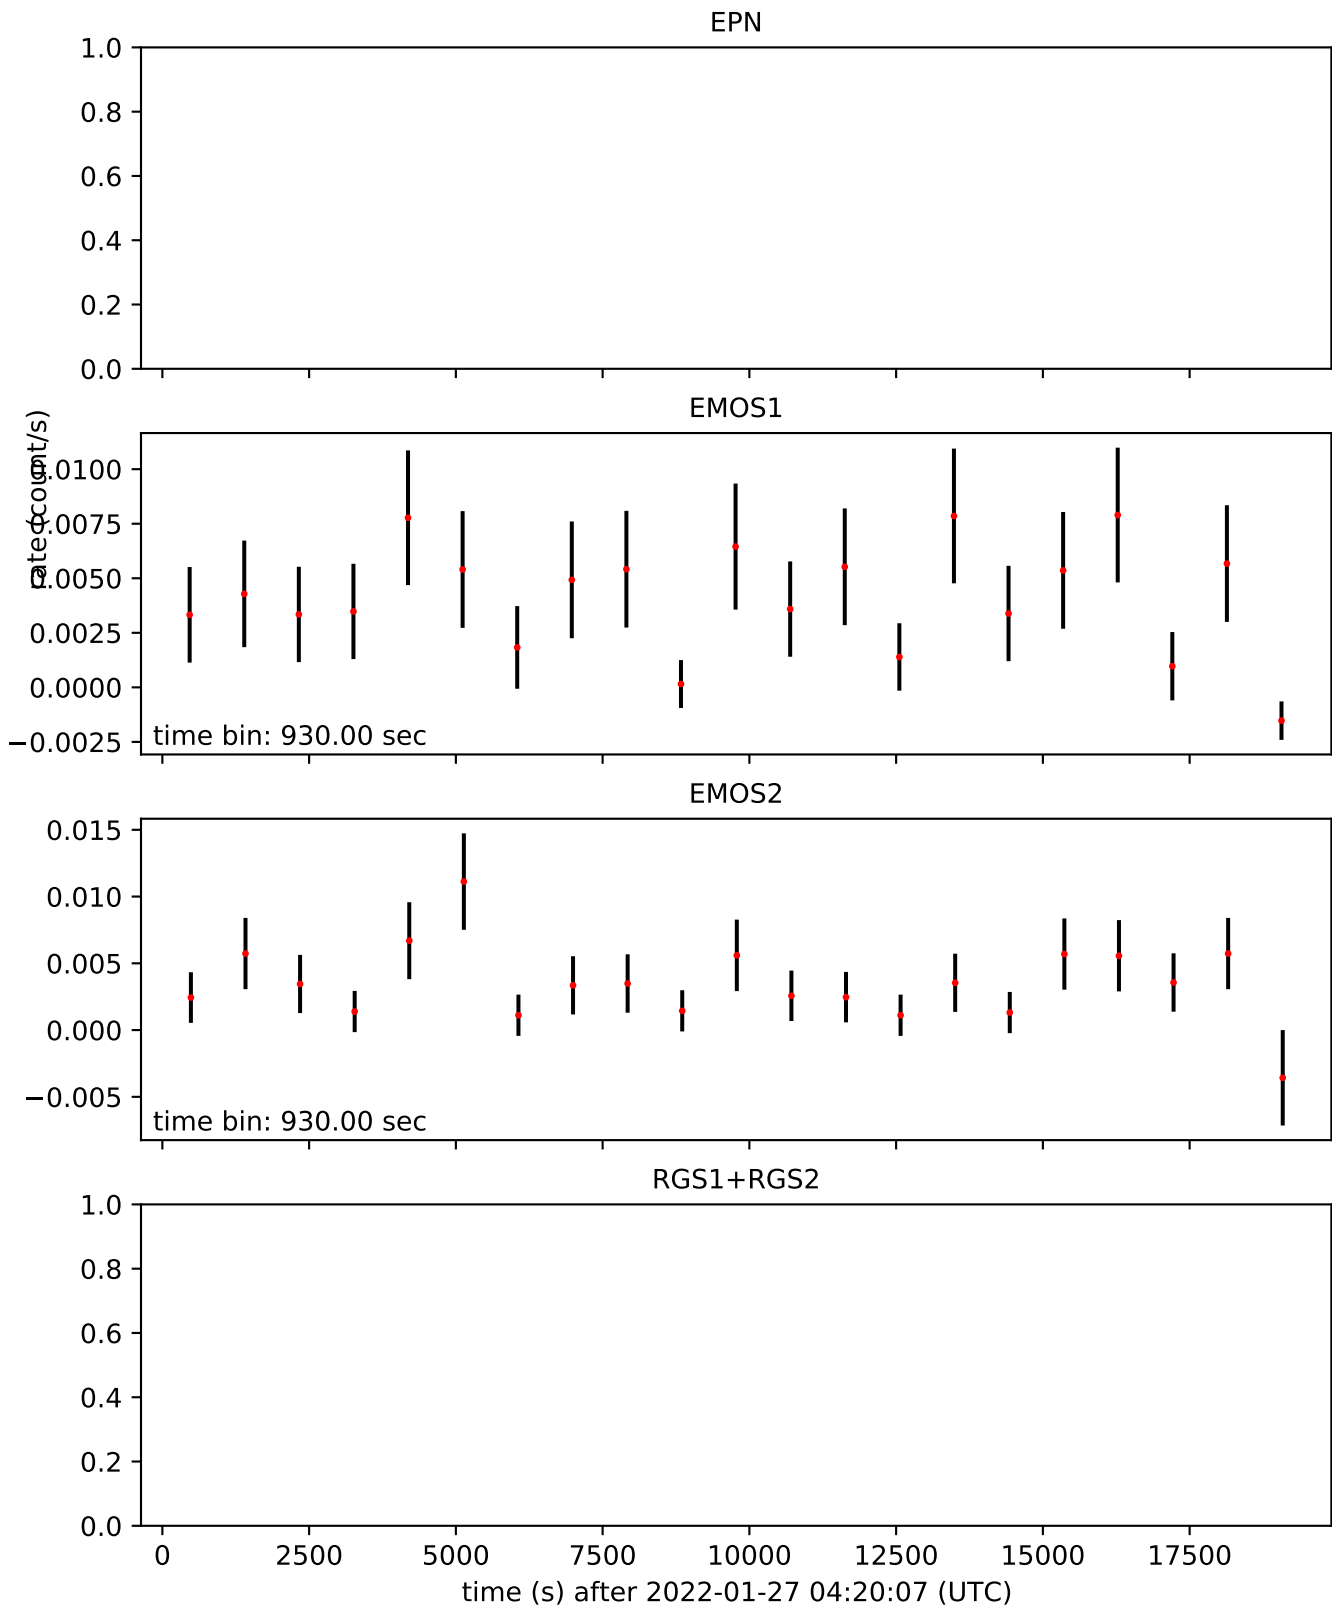 EPN
1.0
0.8
0.6
0.4
0.2
0.0
EMOS1
rate (count/s)
0.0100
0.0075
0.0050
0.0025
0.0000
−0.0025
time bin: 930.00 sec
EMOS2
0.015
0.010
0.005
0.000
−0.005
time bin: 930.00 sec
RGS1+RGS2
1.0
0.8
0.6
0.4
0.2
0.0
0 2500 5000 7500 10000 12500 15000 17500
time (s) after 2022-01-27 04:20:07 (UTC)